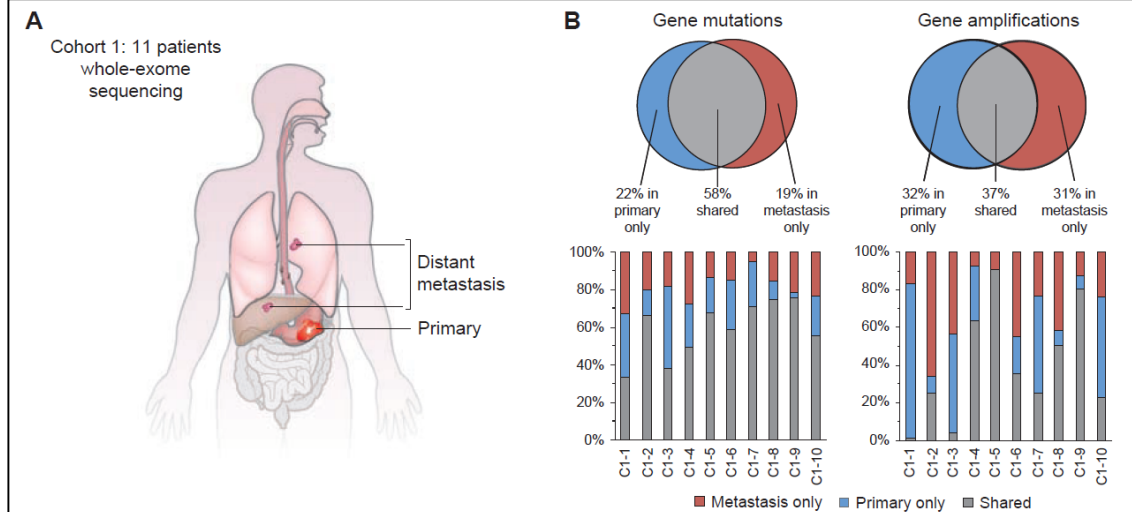 A
Cohort 1: 11 patients
whole-exome
sequencing
Distant
metastasis
Primary
B
Gene mutations
Gene amplifications
22% in
primary
only
58%
shared
19% in
metastasis
only
32% in
primary
only
37%
shared
31% in
metastasis
only
100%
80%
60%
40%
20%
0%
C1-1
C1-2
C1-3
C1-4
C1-5
C1-6
C1-7
C1-8
C1-9
C1-10
100%
80%
60%
40%
20%
0%
C1-1
C1-2
C1-3
C1-4
C1-5
C1-6
C1-7
C1-8
C1-9
C1-10
Metastasis only
Primary only
Shared